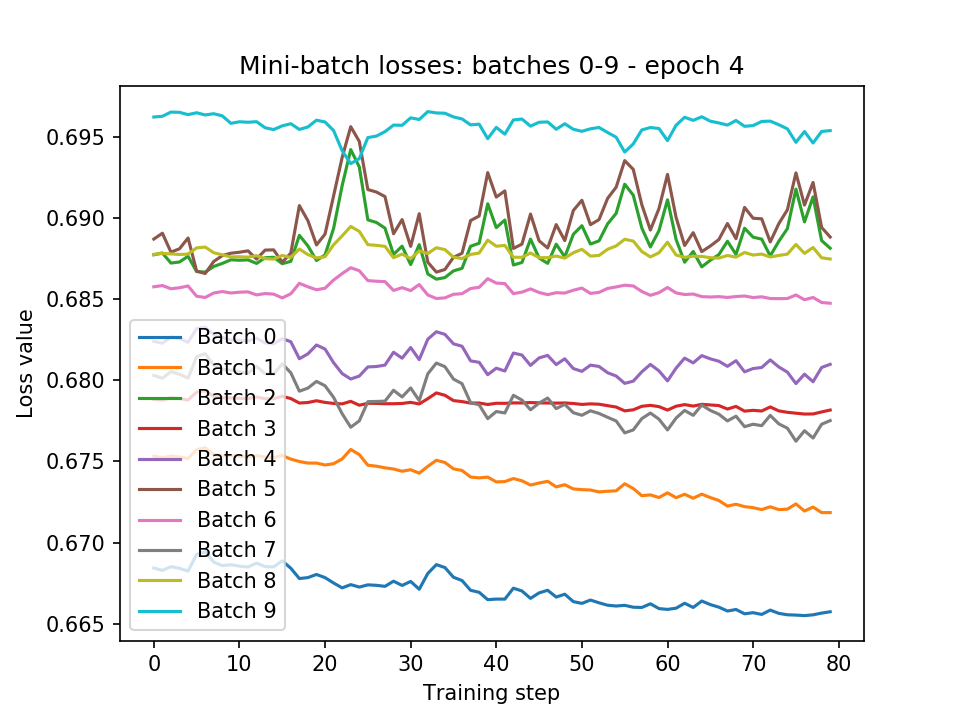 Mini-batch losses: batches 0-9 - epoch 4
Loss value
0.695
0.690
0.685
0.680
0.675
0.670
0.665
Batch 0
Batch 1
Batch 2
Batch 3
Batch 4
Batch 5
Batch 6
Batch 7
Batch 8
Batch 9
0 10 20 30 40 50 60 70 80
Training step